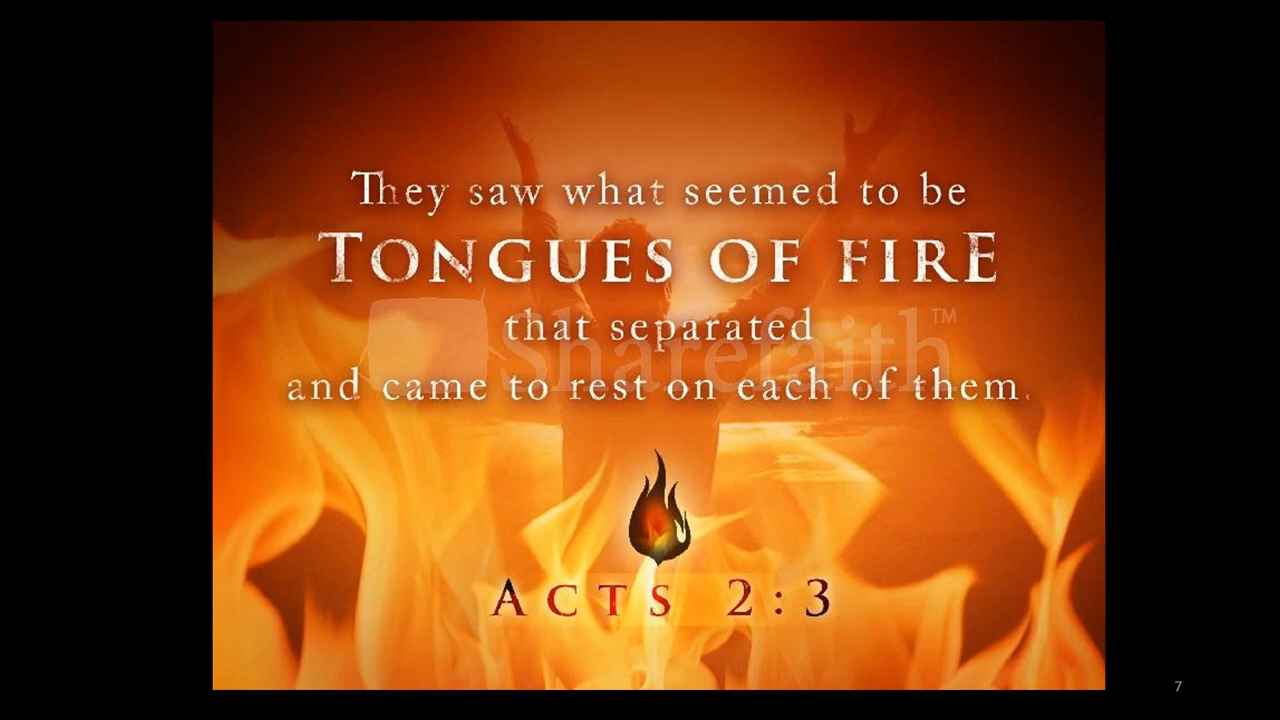 They saw what seemed to be
TONGUES OF FIRE
that separated
Sharefaith™
and came to rest on each of them.
ACTS 2:3
7